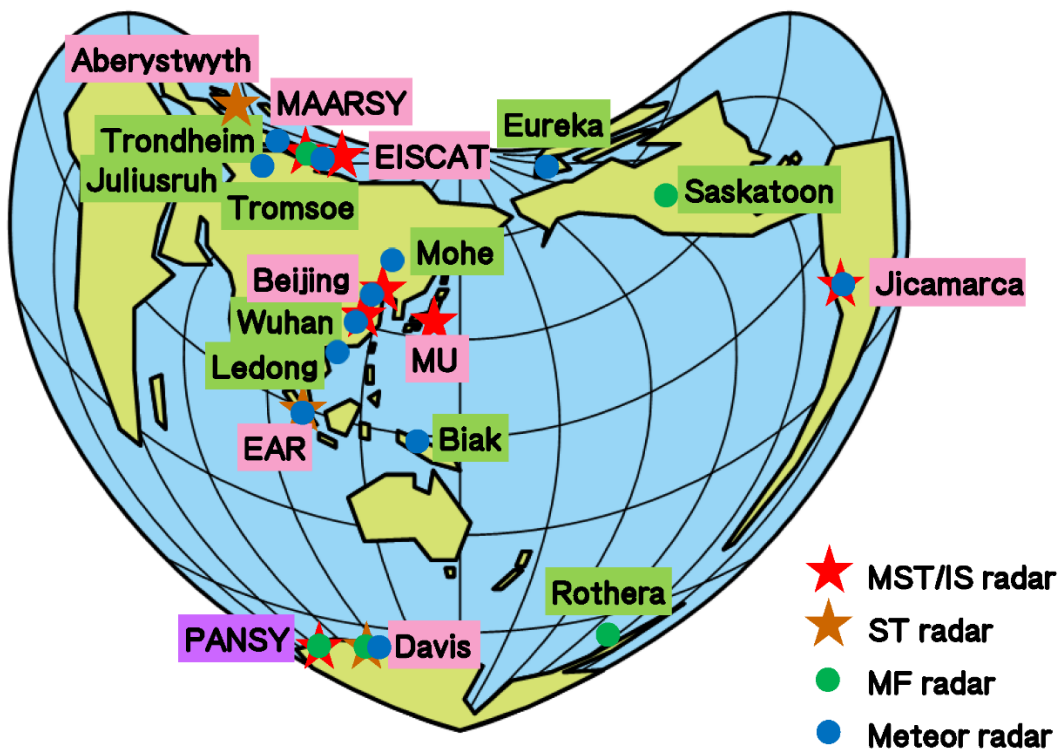 Aberystwyth
MAARSY
Eureka
Trondheim
EISCAT
Juliusruh
Saskatoon
Tromsoe
Mohe
Beijing
Jicamarca
Wuhan
MU
Ledong
EAR
Biak
Rothera
PANSY
Davis
MST/IS radar
ST radar
MF radar
Meteor radar